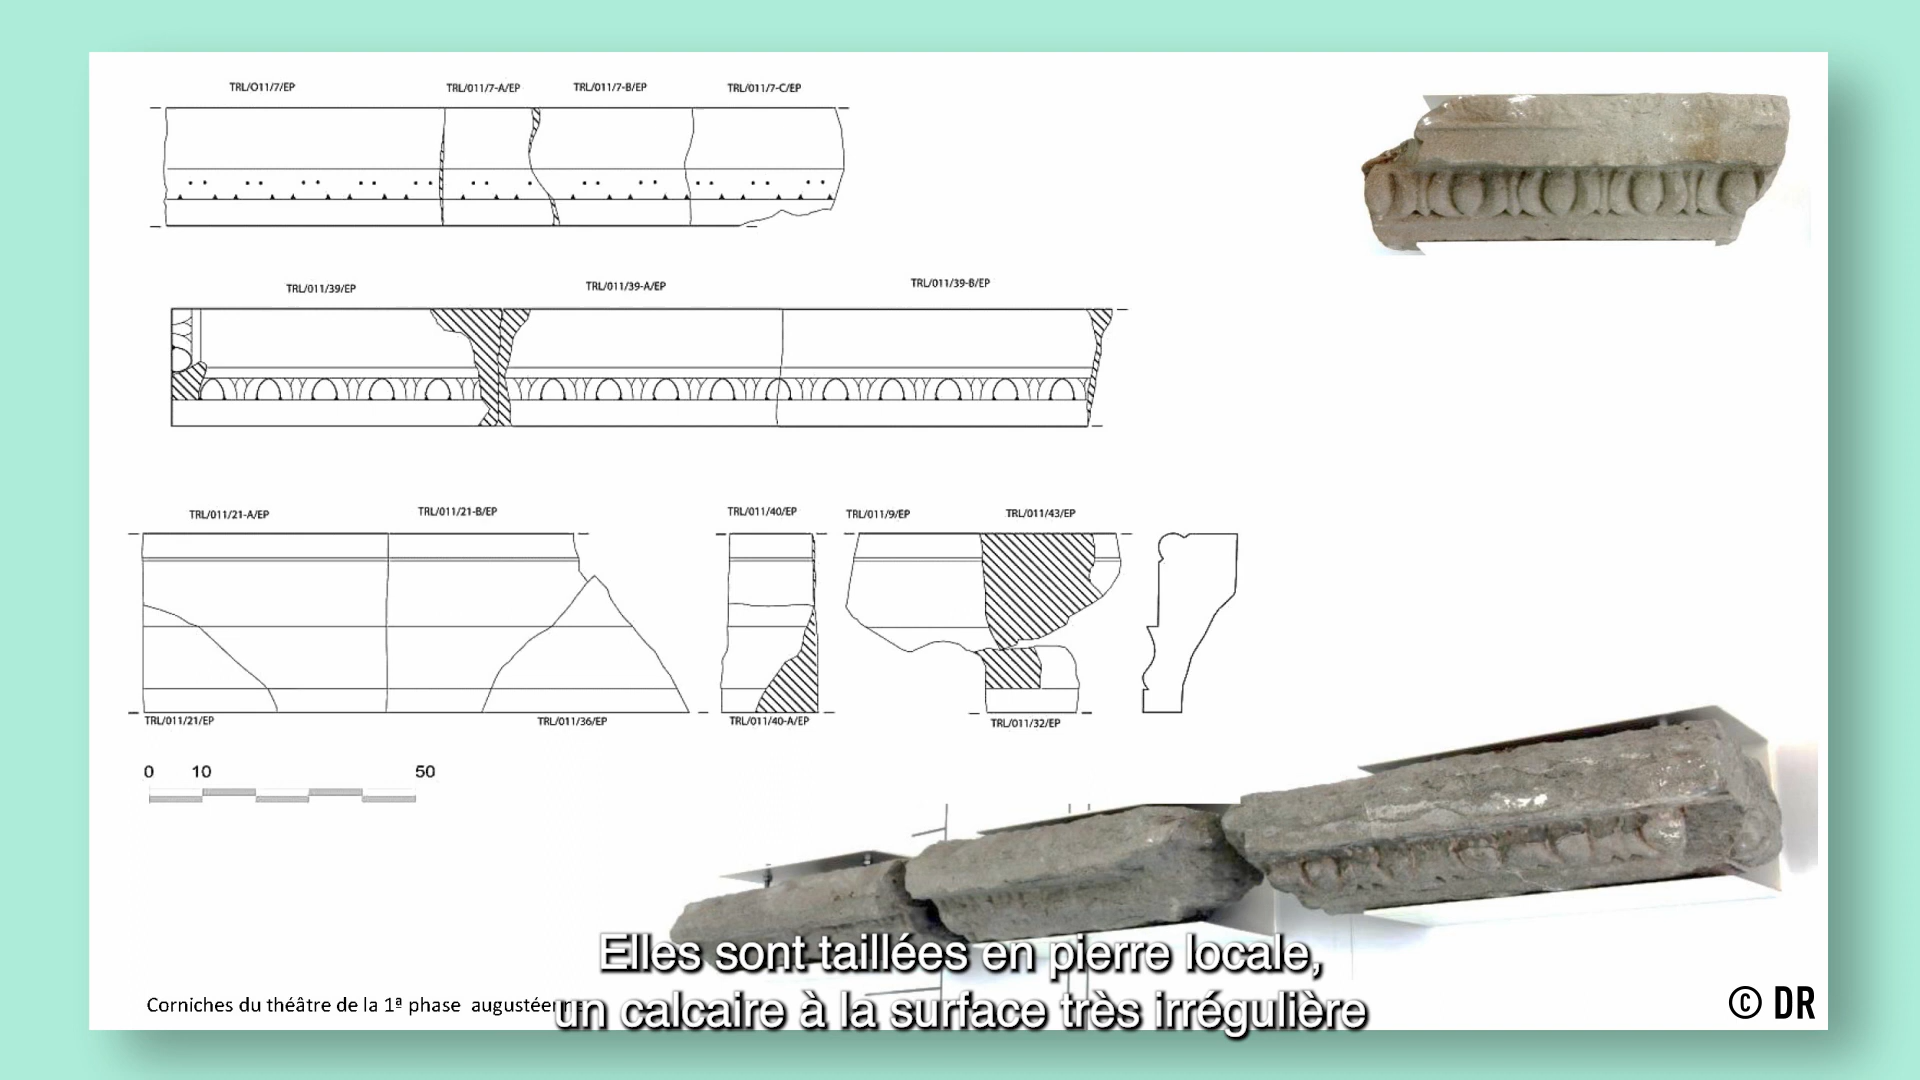 TRL/O11/7/EP
TRL/011/7-A/EP
TRL/011/7-B/EP
TRL/011/7-C/EP
TRL/011/39/EP
TRL/011/39-A/EP
TRL/011/39-B/EP
TRL/011/21-A/EP
TRL/011/21-B/EP
TRL/011/40/EP
TRL/011/9/EP
TRL/011/43/EP
TRL/011/21/EP
TRL/011/36/EP
TRL/011/40-A/EP
TRL/011/32/EP
0 10 50
Elles sont taillées en pierre locale,
un calcaire à la surface très irrégulière
Corniches du théâtre de la 1ª phase
© DR